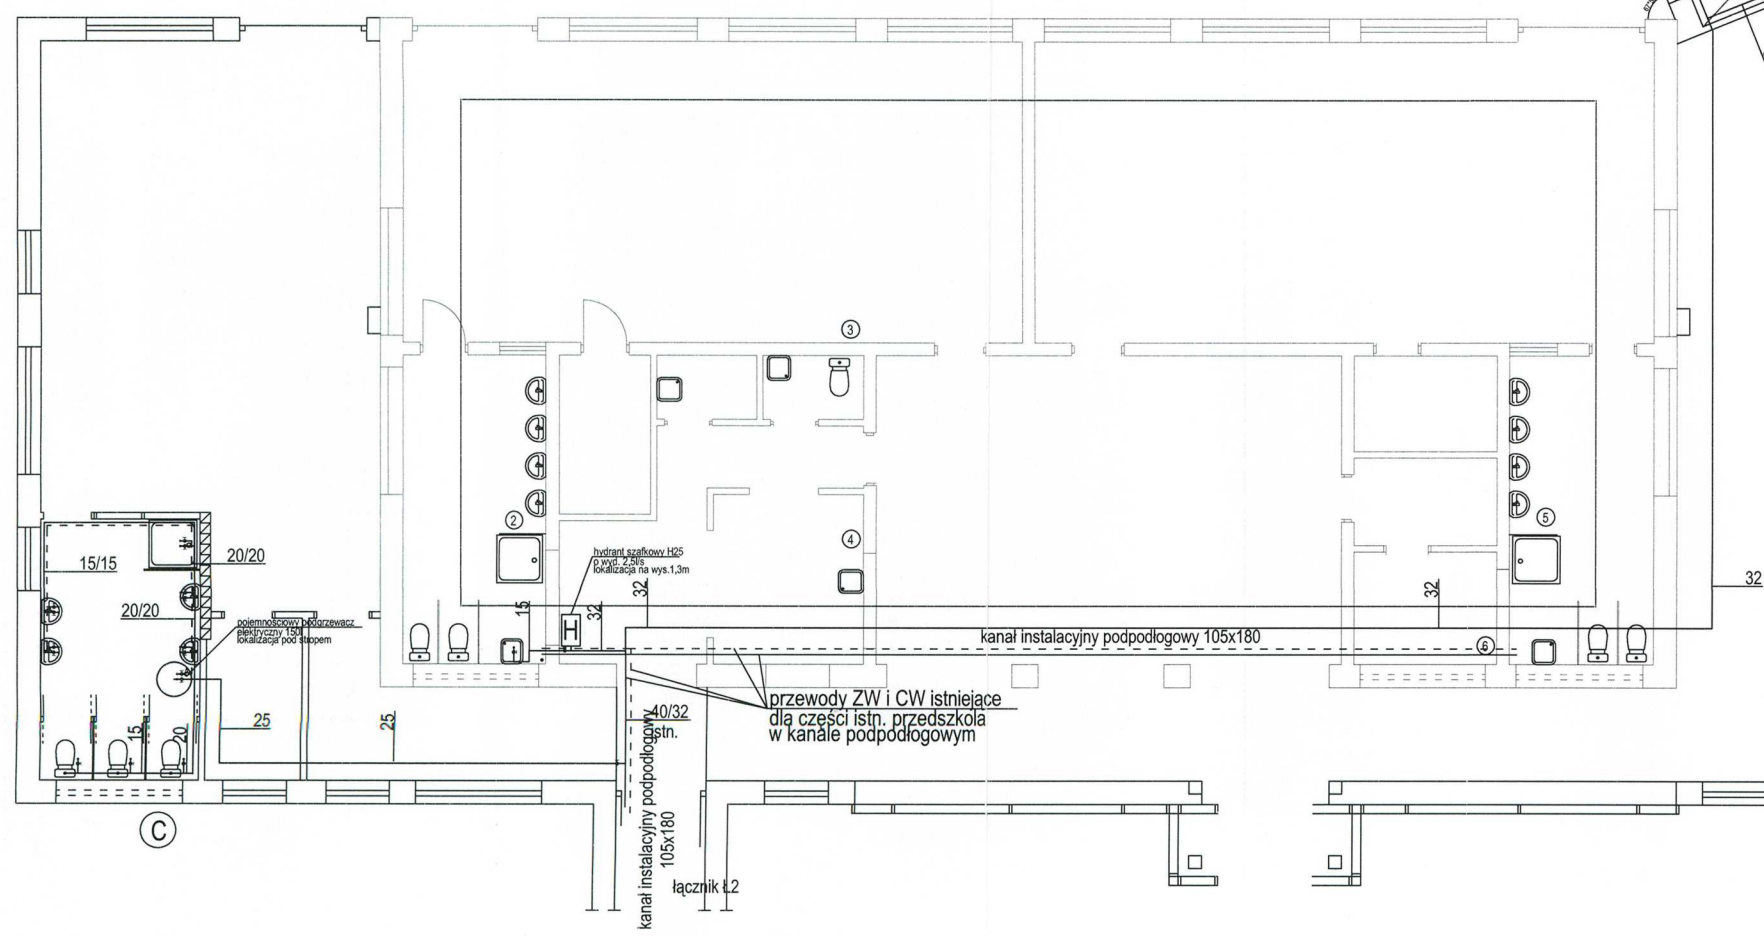 3
2
4
5
hydrant szafkowy H25
o wyd. 2,5l/s
lokalizacja na wys.1,3m
15/15
20/20
32
32
15
32
32
20/20
pojemnościowy podgrzewacz
elektryczny 150l
lokalizacja pod stropem
H
kanał instalacyjny podpodłogowy 105x180
6
przewody ZW i CW istniejące
dla części istn. przedszkola
w kanale podpodłogowym
40/32
istn.
25
25
15
20
kanał instalacyjny podpodłogowy
105x180
C
łącznik Ł2